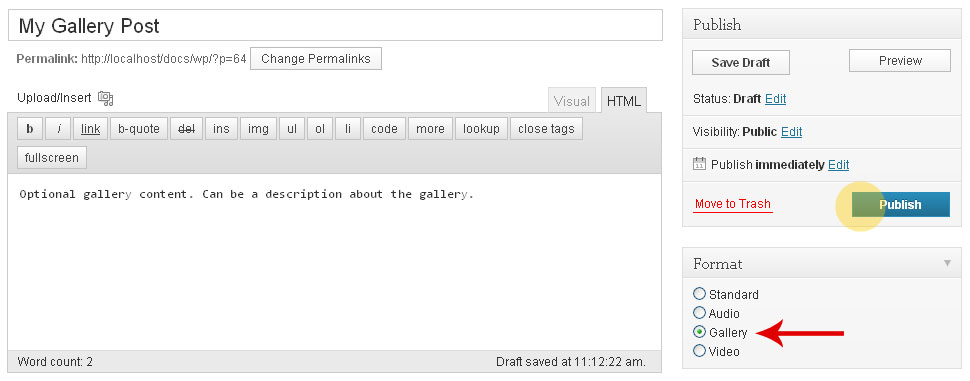 My Gallery Post
Permalink: http://localhost/docs/wp/?p=64 Change Permalinks
Upload/Insert
Visual HTML
b i link b-quote del ins img ul ol li code more lookup close tags
fullscreen
Optional gallery content. Can be a description about the gallery.
Word count: 2 Draft saved at 11:12:22 am.
Publish
Save Draft Preview
Status: Draft Edit
Visibility: Public Edit
Publish immediately Edit
Move to Trash Publish
Format
Standard
Audio
Gallery
Video